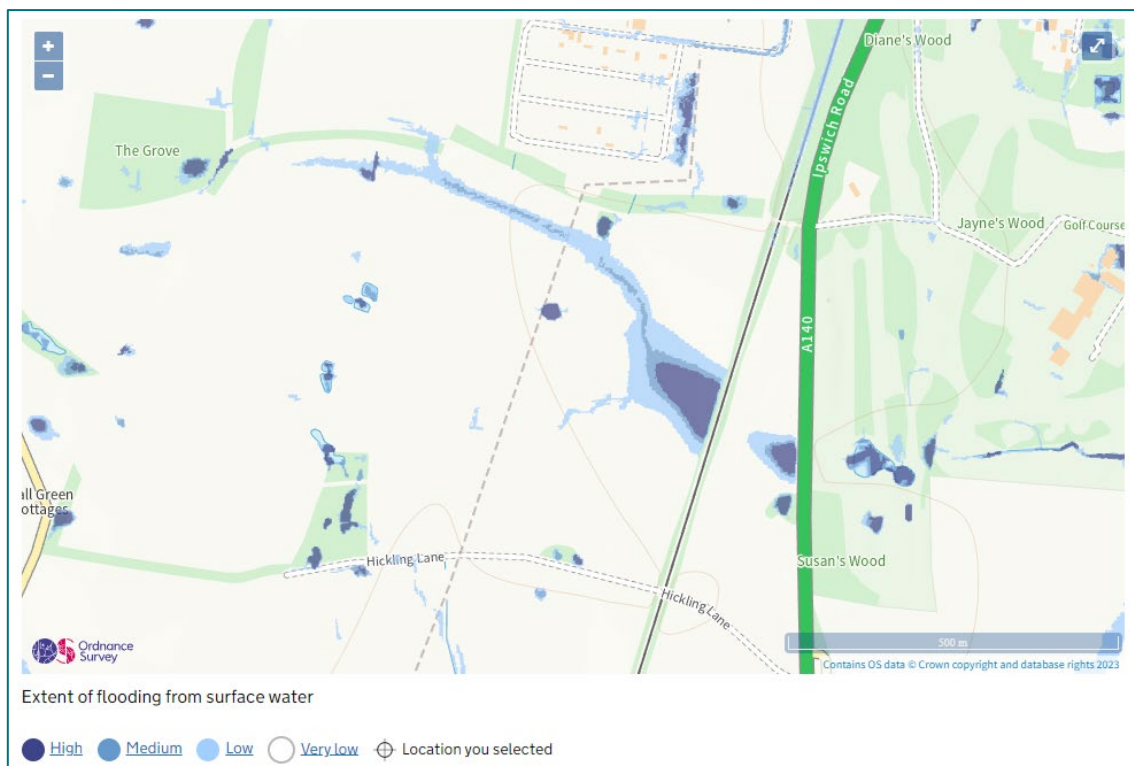 +
−
Diane's Wood
Ipswich Road
The Grove
Jayne's Wood
Golf Course
A140
all Green
ottages
Hickling Lane
Susan's Wood
Hickling Lane
Ordnance
Survey
500 m
Contains OS data © Crown copyright and database rights 2023
Extent of flooding from surface water
High Medium Low Very low Location you selected